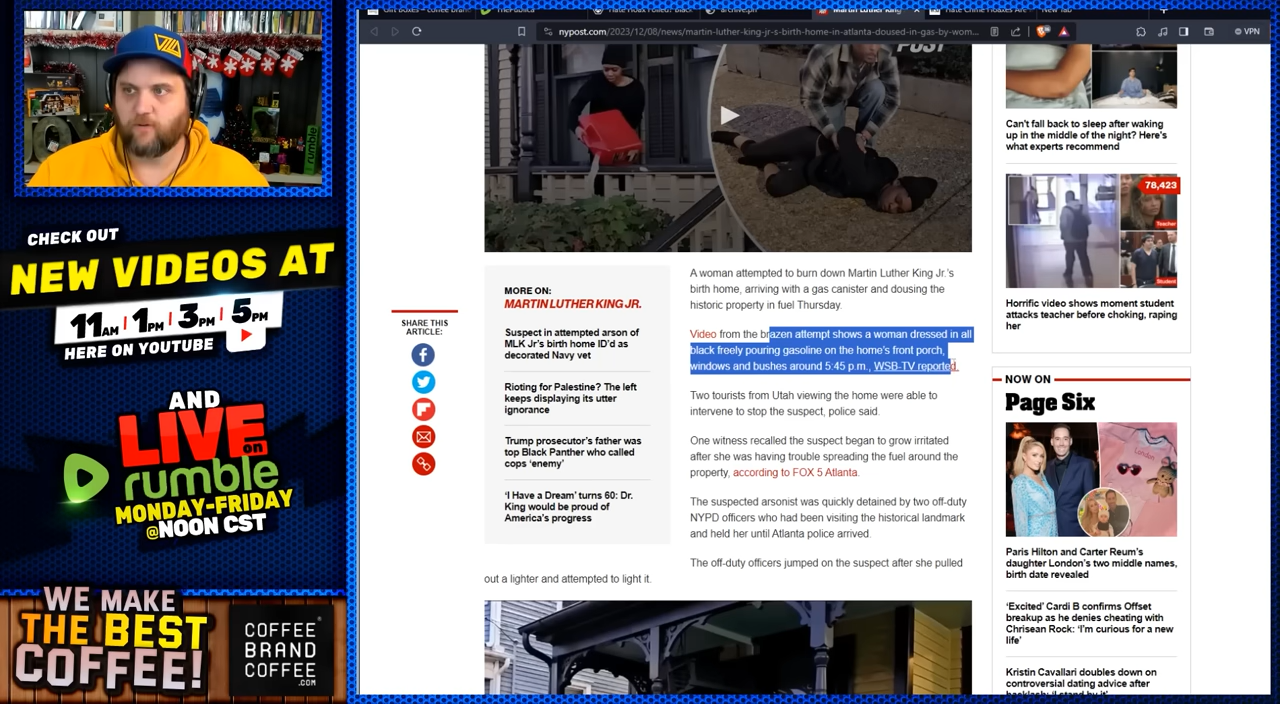 rumble
CHECK OUT
NEW VIDEOS AT
11AM | 1PM | 3PM | 5PM
HERE ON YOUTUBE
AND
LIVE on
rumble
MONDAY-FRIDAY
@NOON CST
WE MAKE
THE BEST
COFFEE!
COFFEE
BRAND
COFFEE
.COM
Martin Luther King
New Tab
nypost.com/2023/12/08/news/martin-luther-king-jr-s-birth-home-in-atlanta-doused-in-gas-by-wom...
VPN
POST
SHARE THIS
ARTICLE:
MORE ON:
MARTIN LUTHER KING JR.
Suspect in attempted arson of
MLK Jr's birth home ID'd as
decorated Navy vet
Rioting for Palestine? The left
keeps displaying its utter
ignorance
Trump prosecutor's father was
top Black Panther who called
cops 'enemy'
'I Have a Dream' turns 60: Dr.
King would be proud of
America's progress
A woman attempted to burn down Martin Luther King Jr.'s
birth home, arriving with a gas canister and dousing the
historic property in fuel Thursday.
Video from the brazen attempt shows a woman dressed in all
black freely pouring gasoline on the home's front porch,
windows and bushes around 5:45 p.m., WSB-TV reported.
Two tourists from Utah viewing the home were able to
intervene to stop the suspect, police said.
One witness recalled the suspect began to grow irritated
after she was having trouble spreading the fuel around the
property, according to FOX 5 Atlanta.
The suspected arsonist was quickly detained by two off-duty
NYPD officers who had been visiting the historical landmark
and held her until Atlanta police arrived.
The off-duty officers jumped on the suspect after she pulled
out a lighter and attempted to light it.
Can't fall back to sleep after waking
up in the middle of the night? Here's
what experts recommend
78,423
Teacher
Student
Horrific video shows moment student
attacks teacher before choking, raping
her
NOW ON
Page Six
London
Paris Hilton and Carter Reum's
daughter London's two middle names,
birth date revealed
'Excited' Cardi B confirms Offset
breakup as he denies cheating with
Chrisean Rock: 'I'm curious for a new
life'
Kristin Cavallari doubles down on
controversial dating advice after